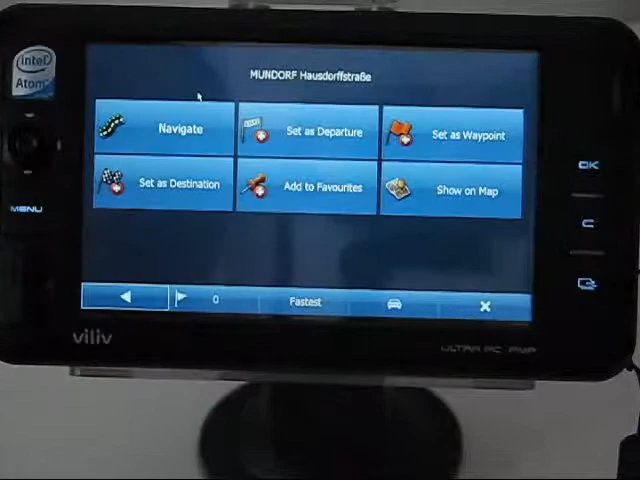 MUNDORF Hausdorffstraße
intel
Atom
Navigate
Set as Departure
Set as Waypoint
Set as Destination
Add to Favourites
Show on Map
OK
MENU
C
0
Fastest
viliv
ULTRA PC PMP